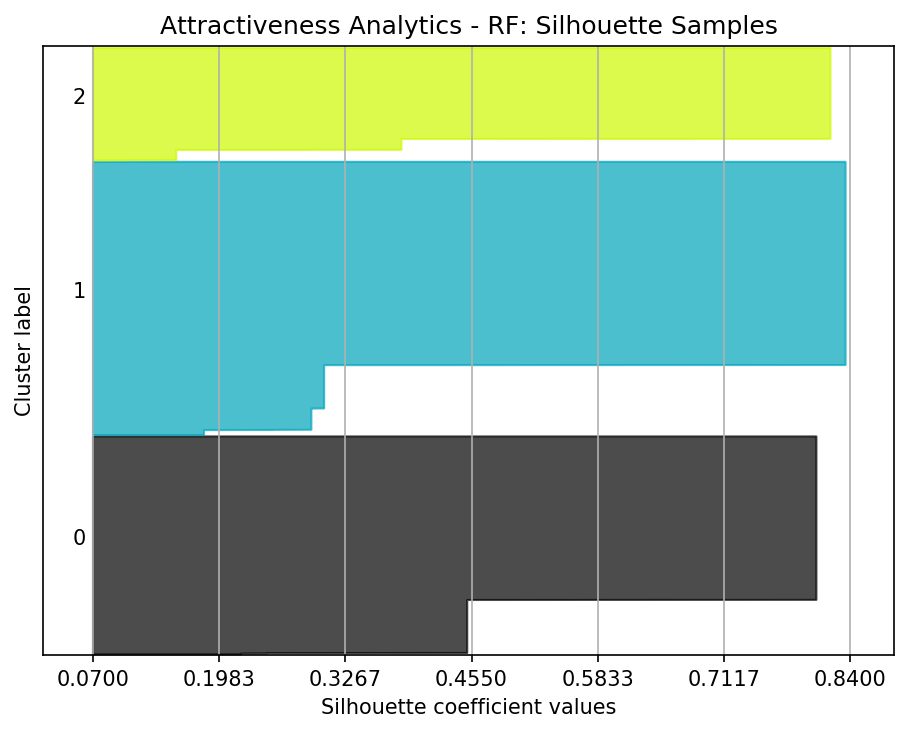 Attractiveness Analytics - RF: Silhouette Samples
2
1
0
Cluster label
0.0700 0.1983 0.3267 0.4550 0.5833 0.7117 0.8400
Silhouette coefficient values